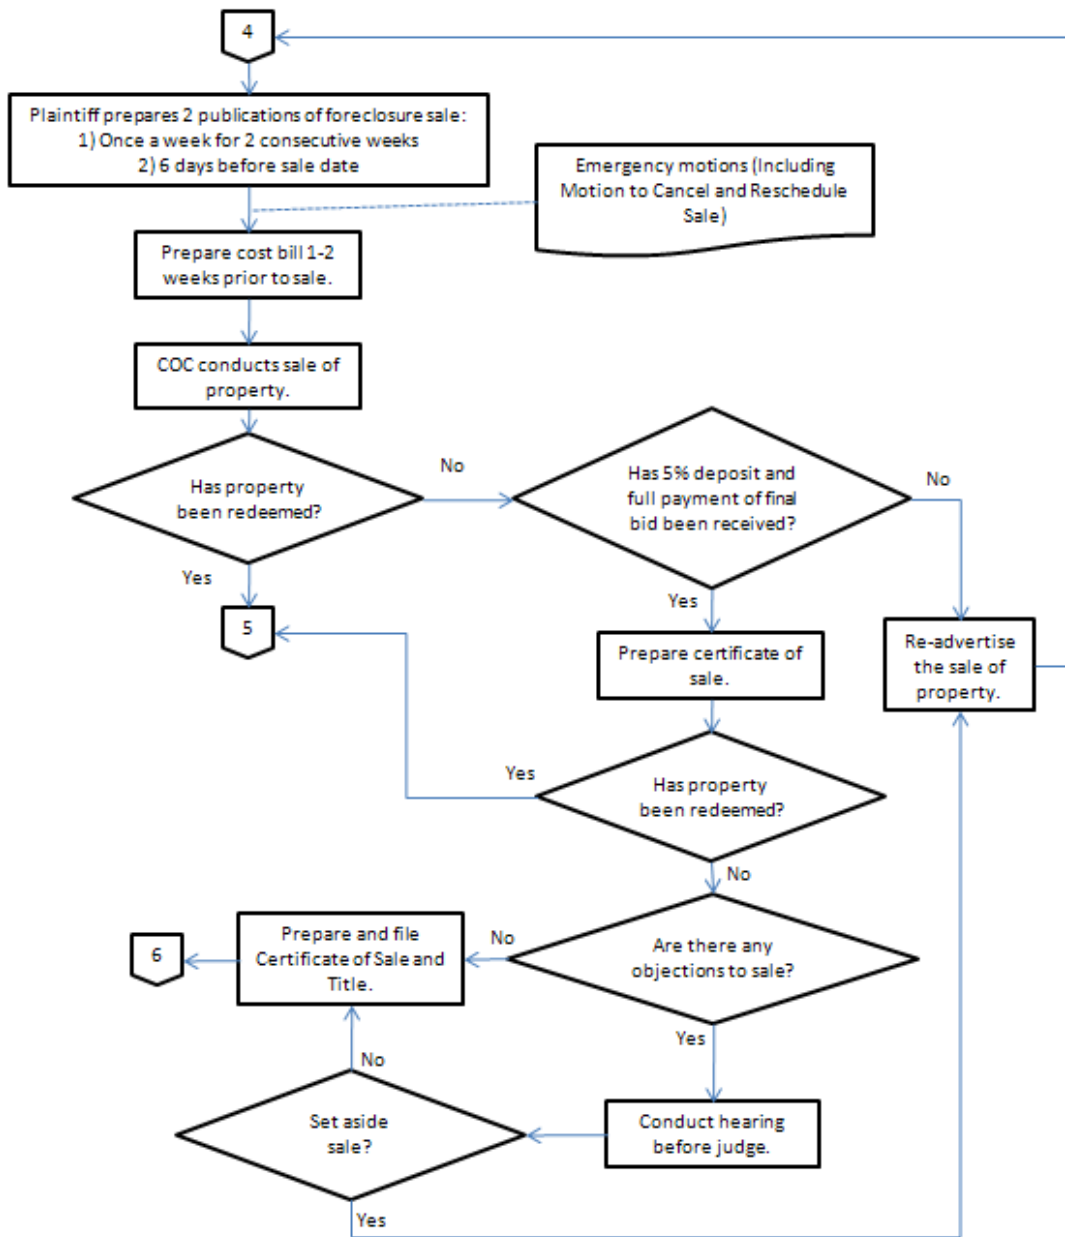 4
Plaintiff prepares 2 publications of foreclosure sale:
1) Once a week for 2 consecutive weeks
2) 6 days before sale date
Emergency motions (Including
Motion to Cancel and Reschedule
Sale)
Prepare cost bill 1-2
weeks prior to sale.
COC conducts sale of
property.
Has property
been redeemed?
No
Has 5% deposit and
full payment of final
bid been received?
No
Yes
5
Yes
Prepare certificate of
sale.
Re-advertise
the sale of
property.
Yes
Has property
been redeemed?
No
6
Prepare and file
Certificate of Sale and
Title.
No
Are there any
objections to sale?
Yes
No
Set aside
sale?
Conduct hearing
before judge.
Yes